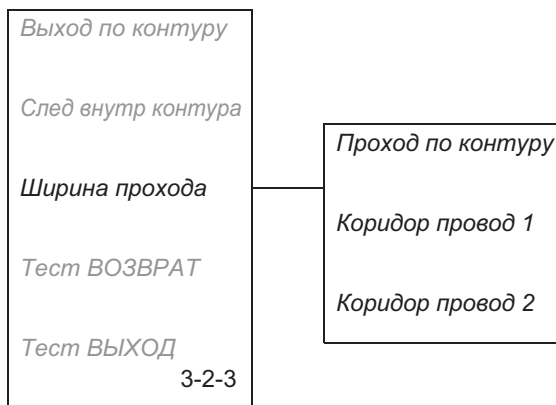 Выход по контуру
След внутр контура
Ширина прохода
Тест ВОЗВРАТ
Тест ВЫХОД
3-2-3
Проход по контуру
Коридор провод 1
Коридор провод 2